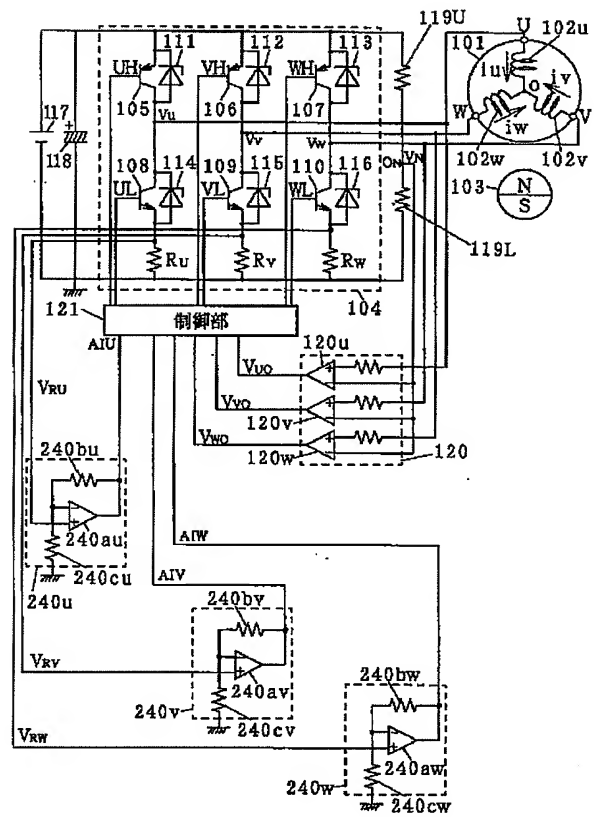 111
112
113
119U
101
U
102u
UH
VH
WH
iu
iv
O
105
106
107
W
V
iw
117
118
Vu
Vv
Vw
ON
VN
102w
102v
108
114
109
115
110
116
103
N
S
UL
VL
WL
RU
RV
RW
119L
121
104
制御部
AIU
120u
VUO
VRU
VVO
120v
VWO
120w
120
240bu
AIW
240au
240cu
AIV
240u
240bv
VRV
240bw
240av
240v
240cv
VRW
240aw
240w
240cw